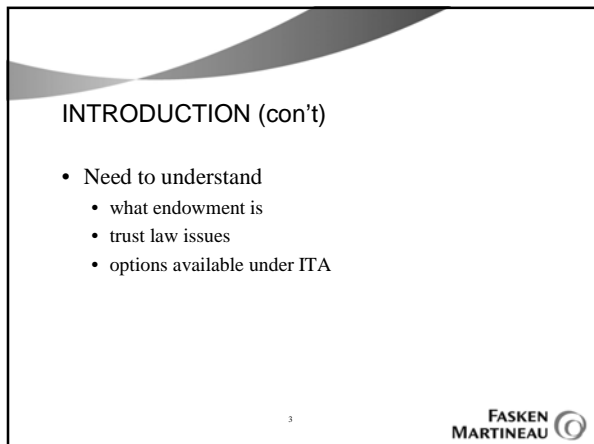 INTRODUCTION (con't)
• Need to understand
• what endowment is
• trust law issues
• options available under ITA
3
FASKEN
MARTINEAU